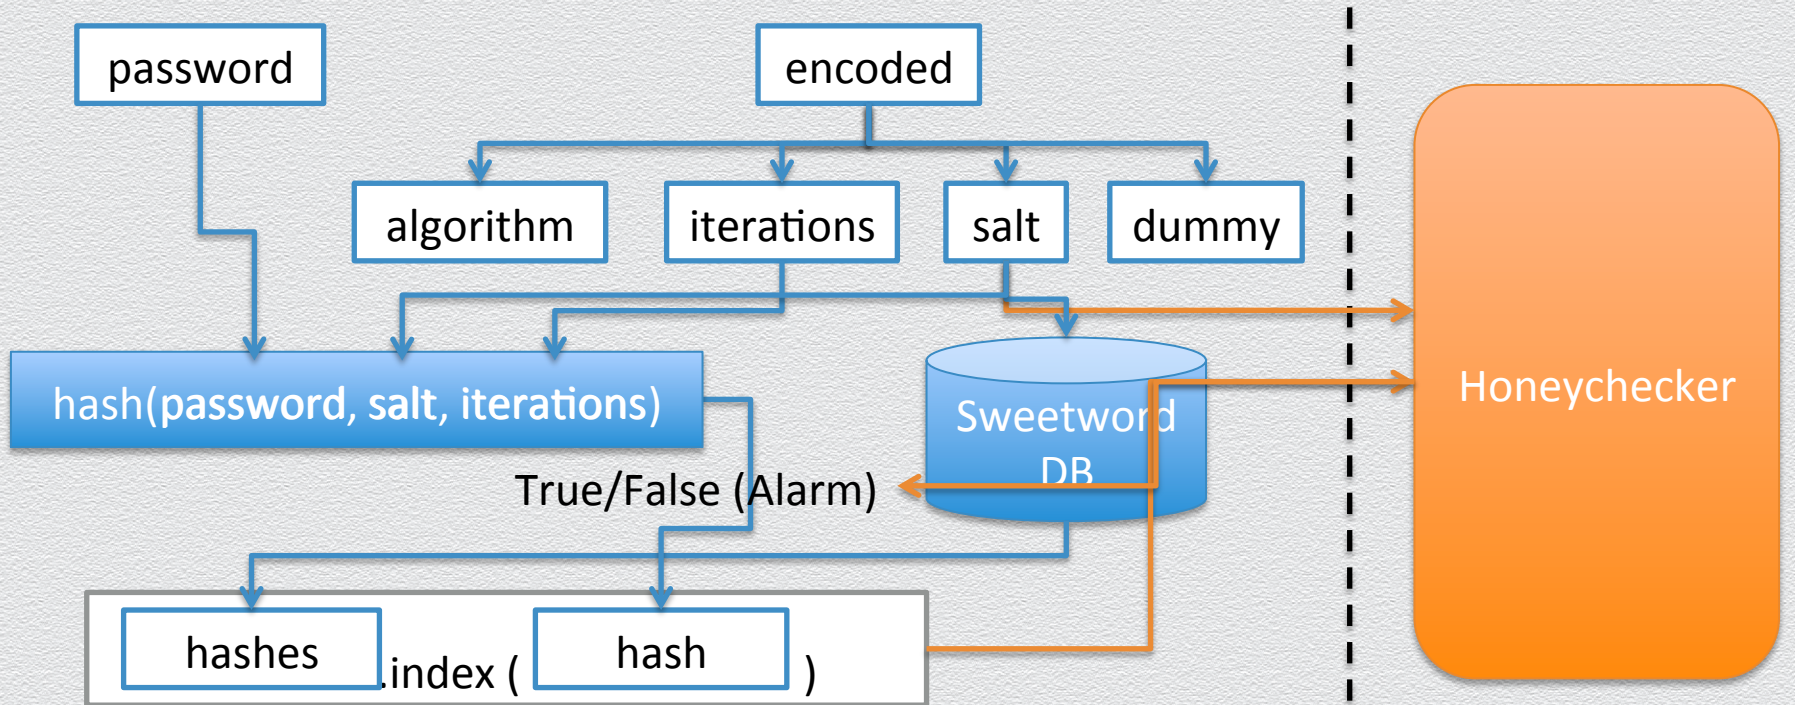 password
encoded
algorithm
iterations
salt
dummy
hash(password, salt, iterations)
Sweetword
DB
Honeychecker
True/False (Alarm)
hashes
.index (
hash
)